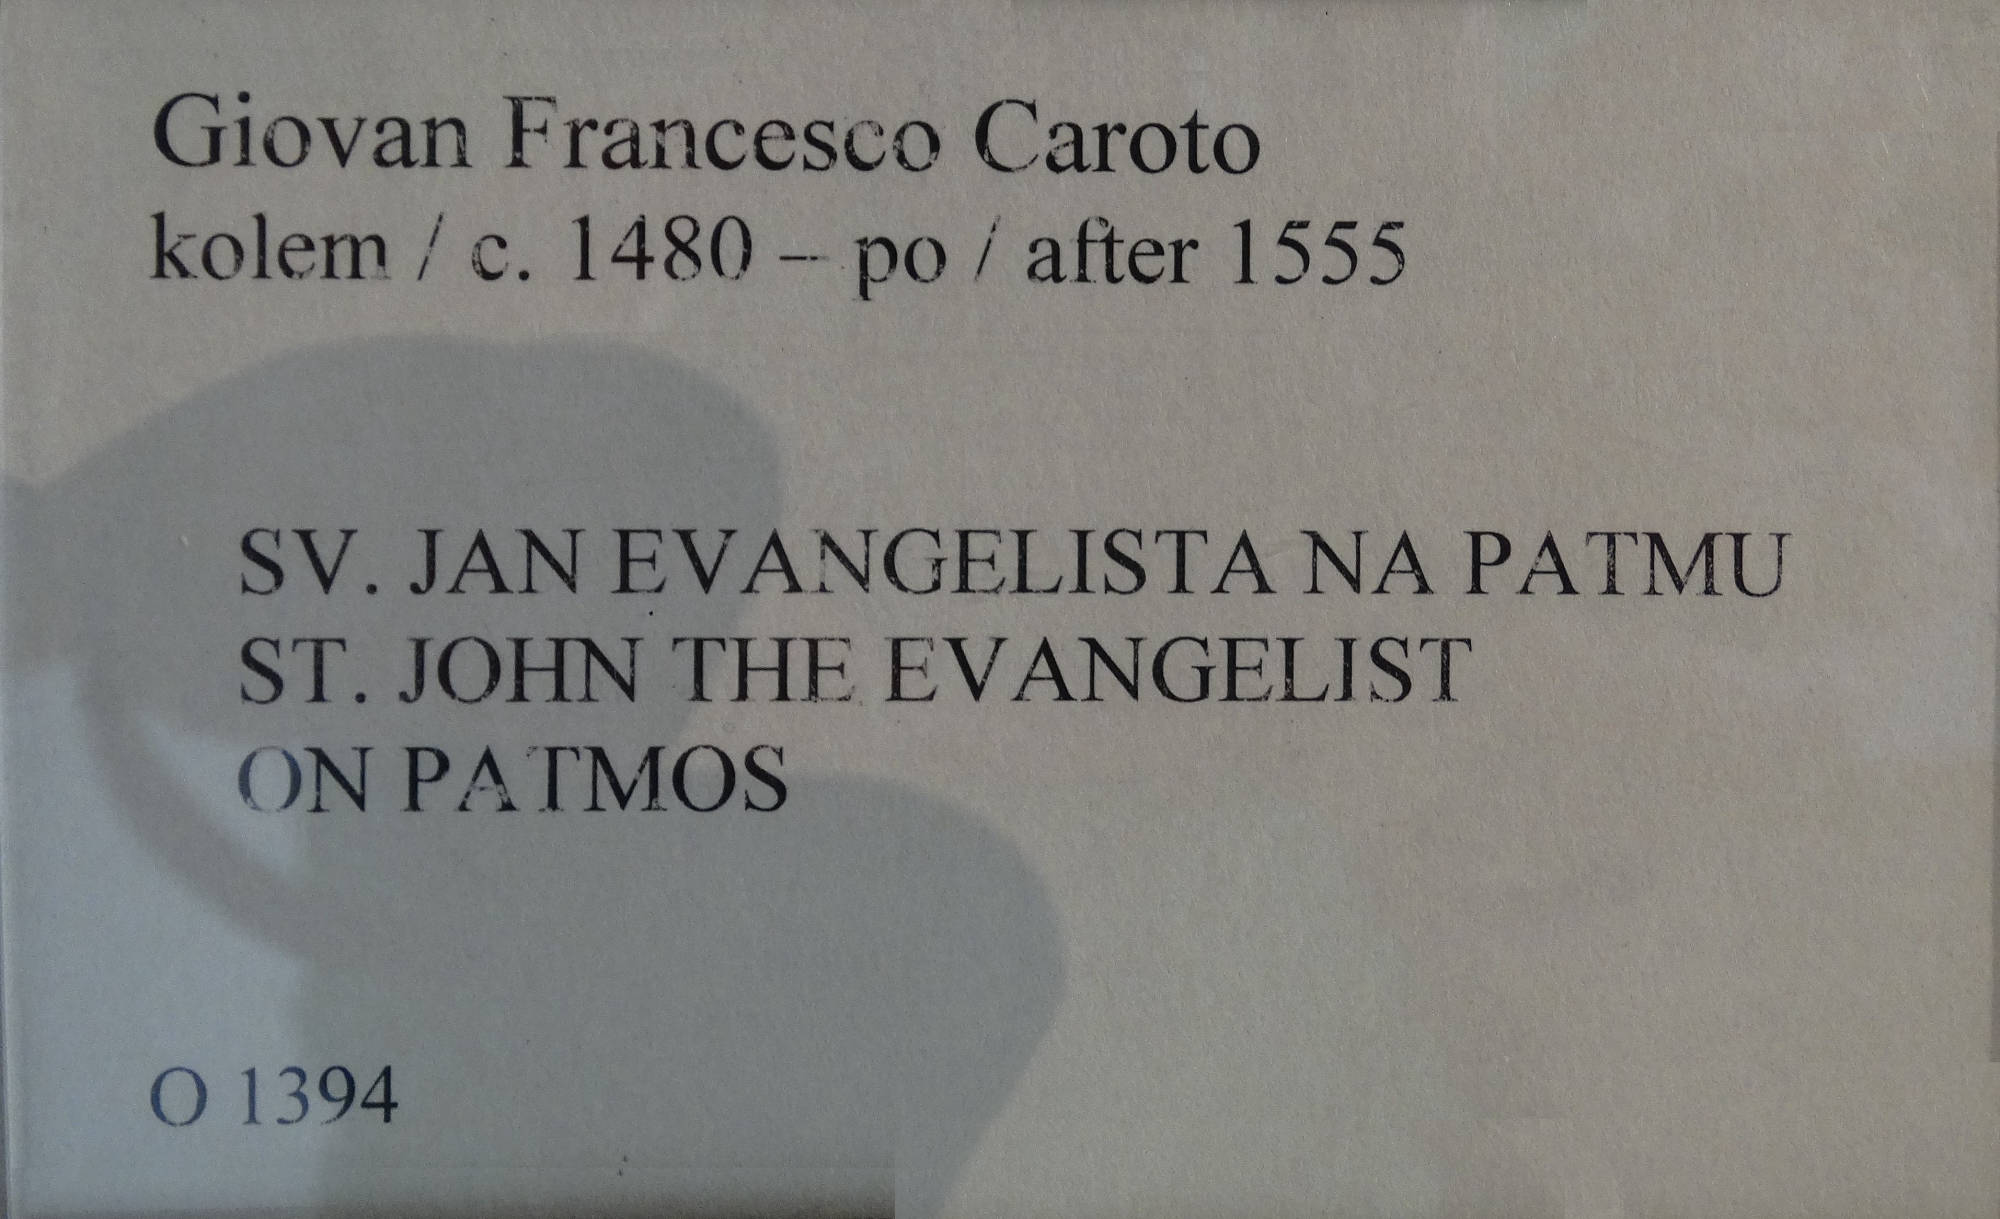 Giovan Francesco Caroto
kolem / c. 1480 – po / after 1555
SV. JAN EVANGELISTA NA PATMU
ST. JOHN THE EVANGELIST
ON PATMOS
O 1394